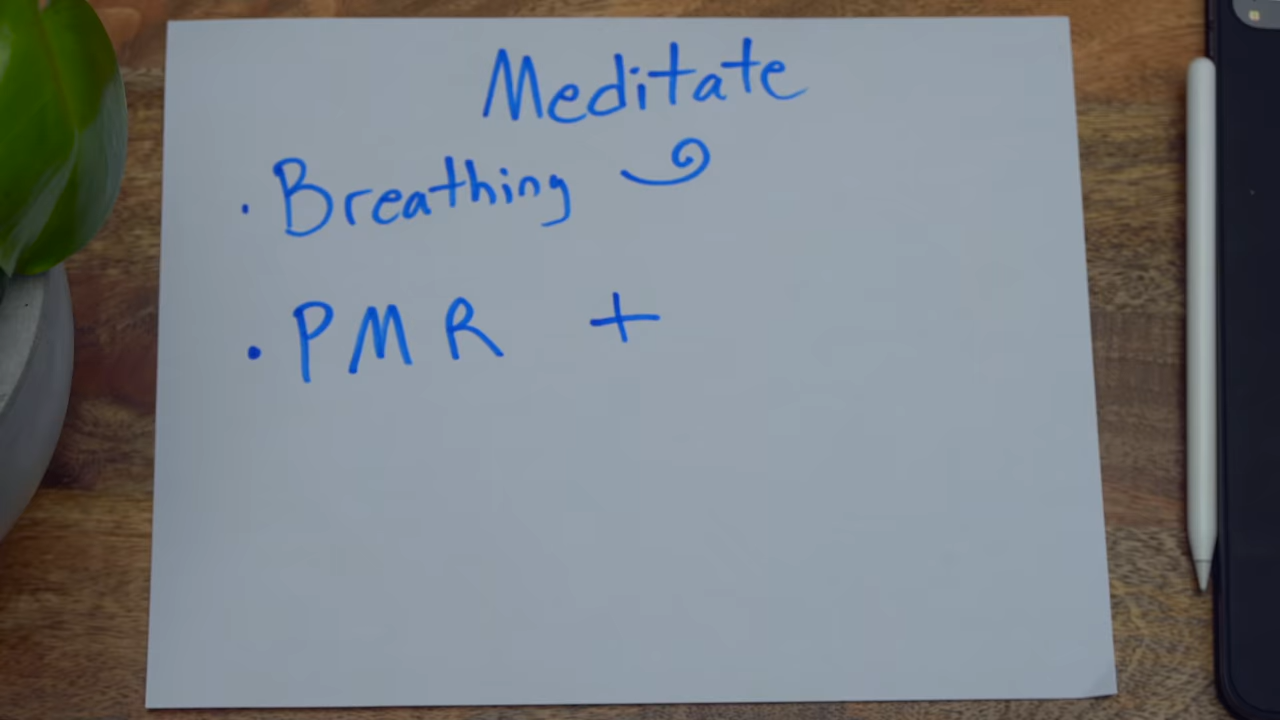 Meditate
• Breathing
• PMR +